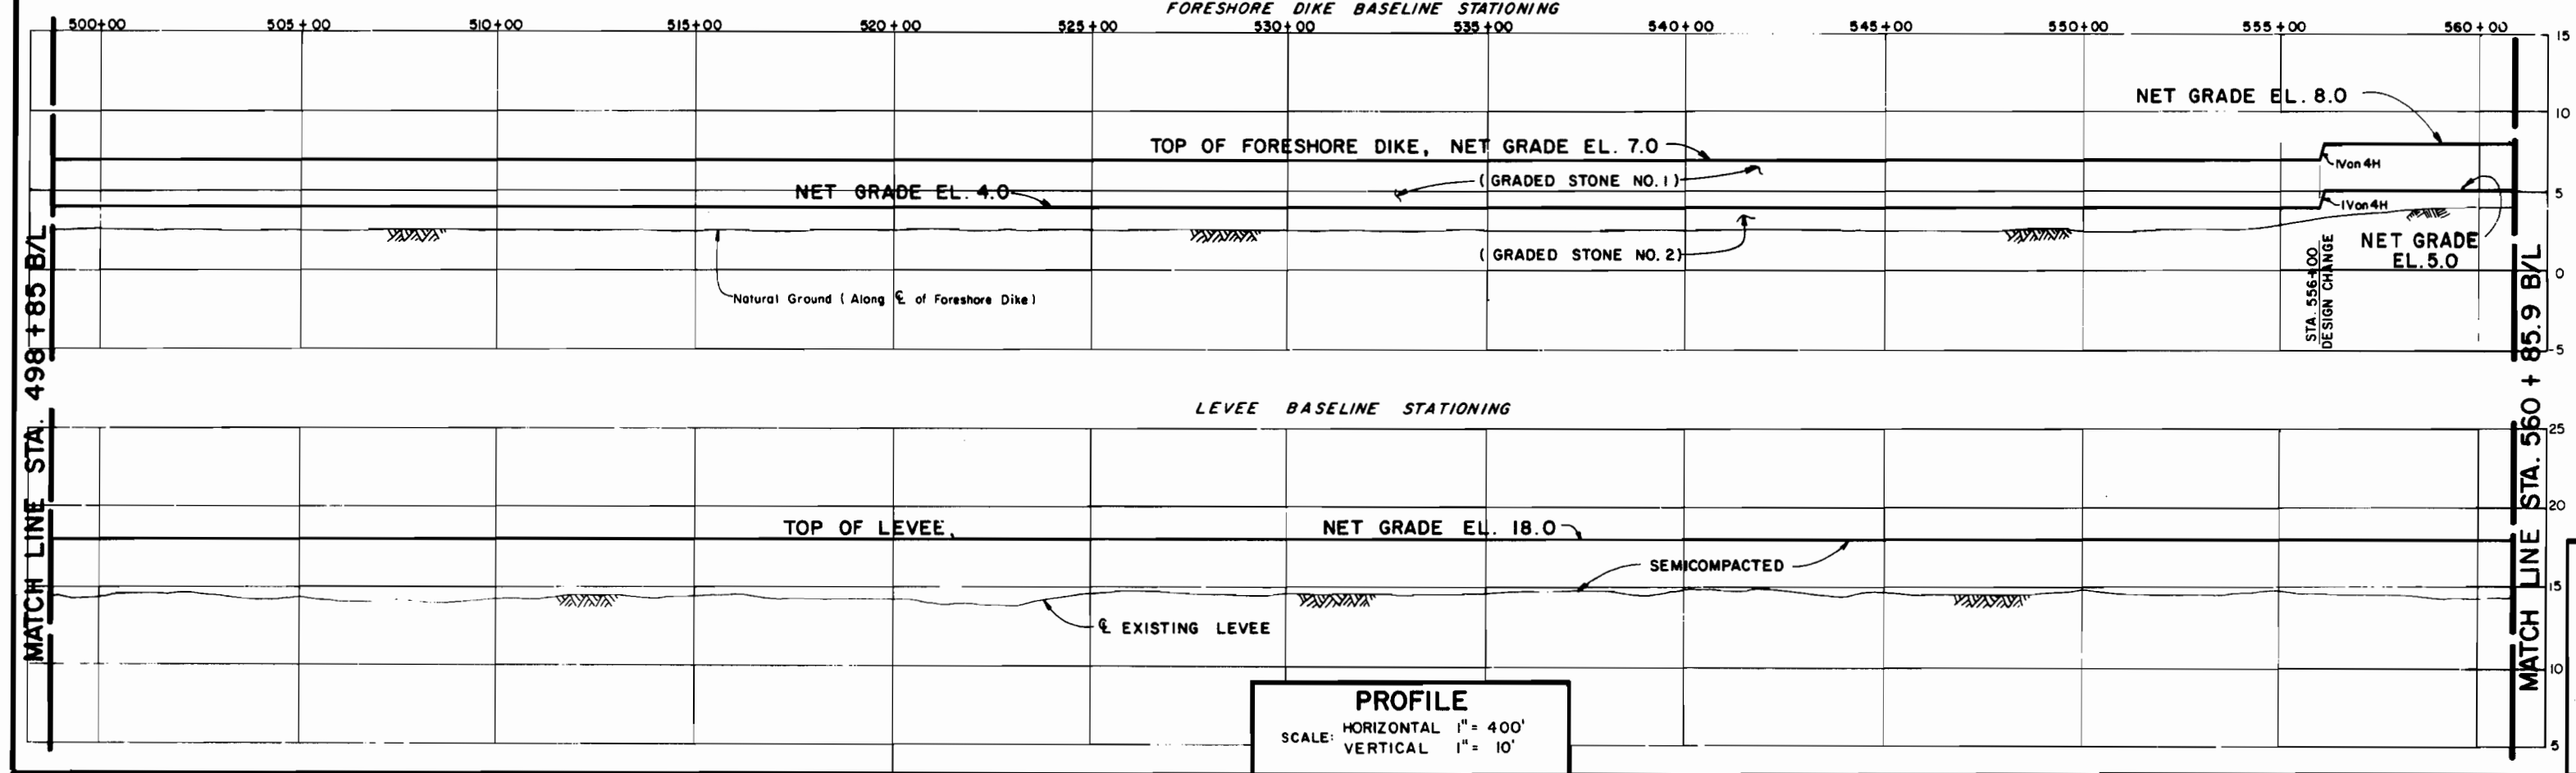 FORESHORE DIKE BASELINE STATIONING
500+00 505+00 510+00 515+00 520+00 525+00 530+00 535+00 540+00 545+00 550+00 555+00 560+00
15
NET GRADE EL. 8.0
10
TOP OF FORESHORE DIKE, NET GRADE EL. 7.0
IVon 4H
(GRADED STONE NO. 1)
NET GRADE EL. 4.0
5
IVon 4H
NET GRADE
EL. 5.0
(GRADED STONE NO. 2)
0
Natural Ground ( Along ℄ of Foreshore Dike)
STA. 556+00
DESIGN CHANGE
-5
MATCH LINE STA. 498+85 B/L
MATCH LINE STA. 560+85.9 B/L
LEVEE BASELINE STATIONING
25
20
TOP OF LEVEE, NET GRADE EL. 18.0
SEMICOMPACTED
15
℄ EXISTING LEVEE
10
PROFILE
SCALE: HORIZONTAL 1" = 400'
VERTICAL 1" = 10'
5